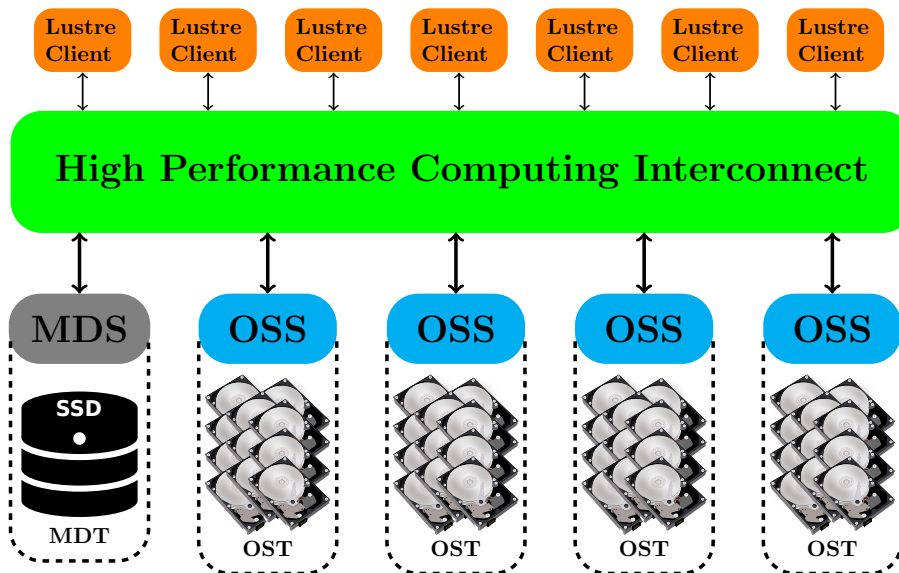 Lustre Lustre Lustre Lustre Lustre Lustre Lustre
Client Client Client Client Client Client Client
High Performance Computing Interconnect
MDS OSS OSS OSS OSS
SSD
MDT OST OST OST OST